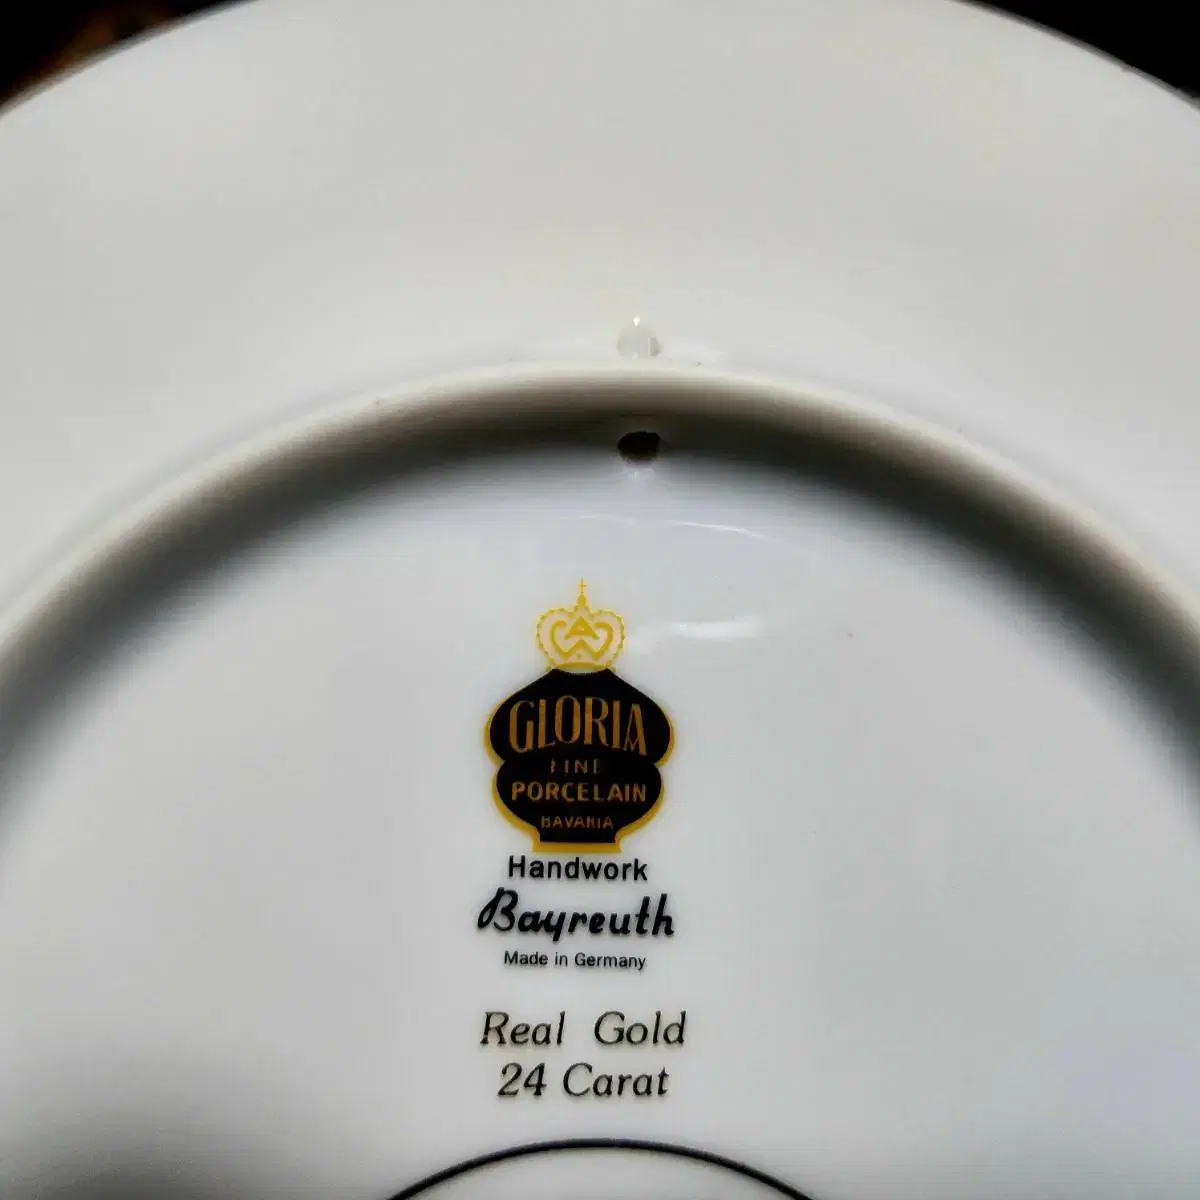 GLORIA
FINE
PORCELAIN
BAVARIA
Handwork
Bayreuth
Made in Germany
Real Gold
24 Carat